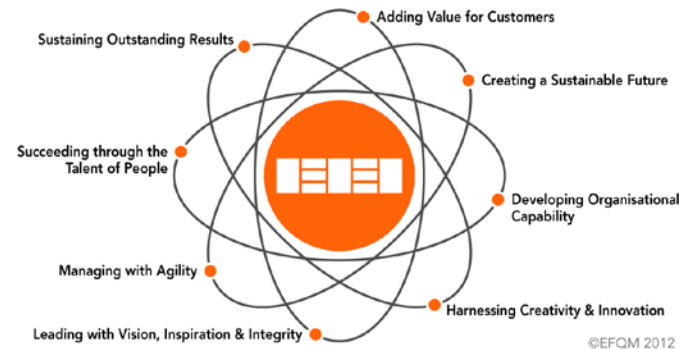 Adding Value for Customers
Sustaining Outstanding Results
Creating a Sustainable Future
Succeeding through the
Talent of People
Developing Organisational
Capability
Managing with Agility
Harnessing Creativity & Innovation
Leading with Vision, Inspiration & Integrity
©EFQM 2012